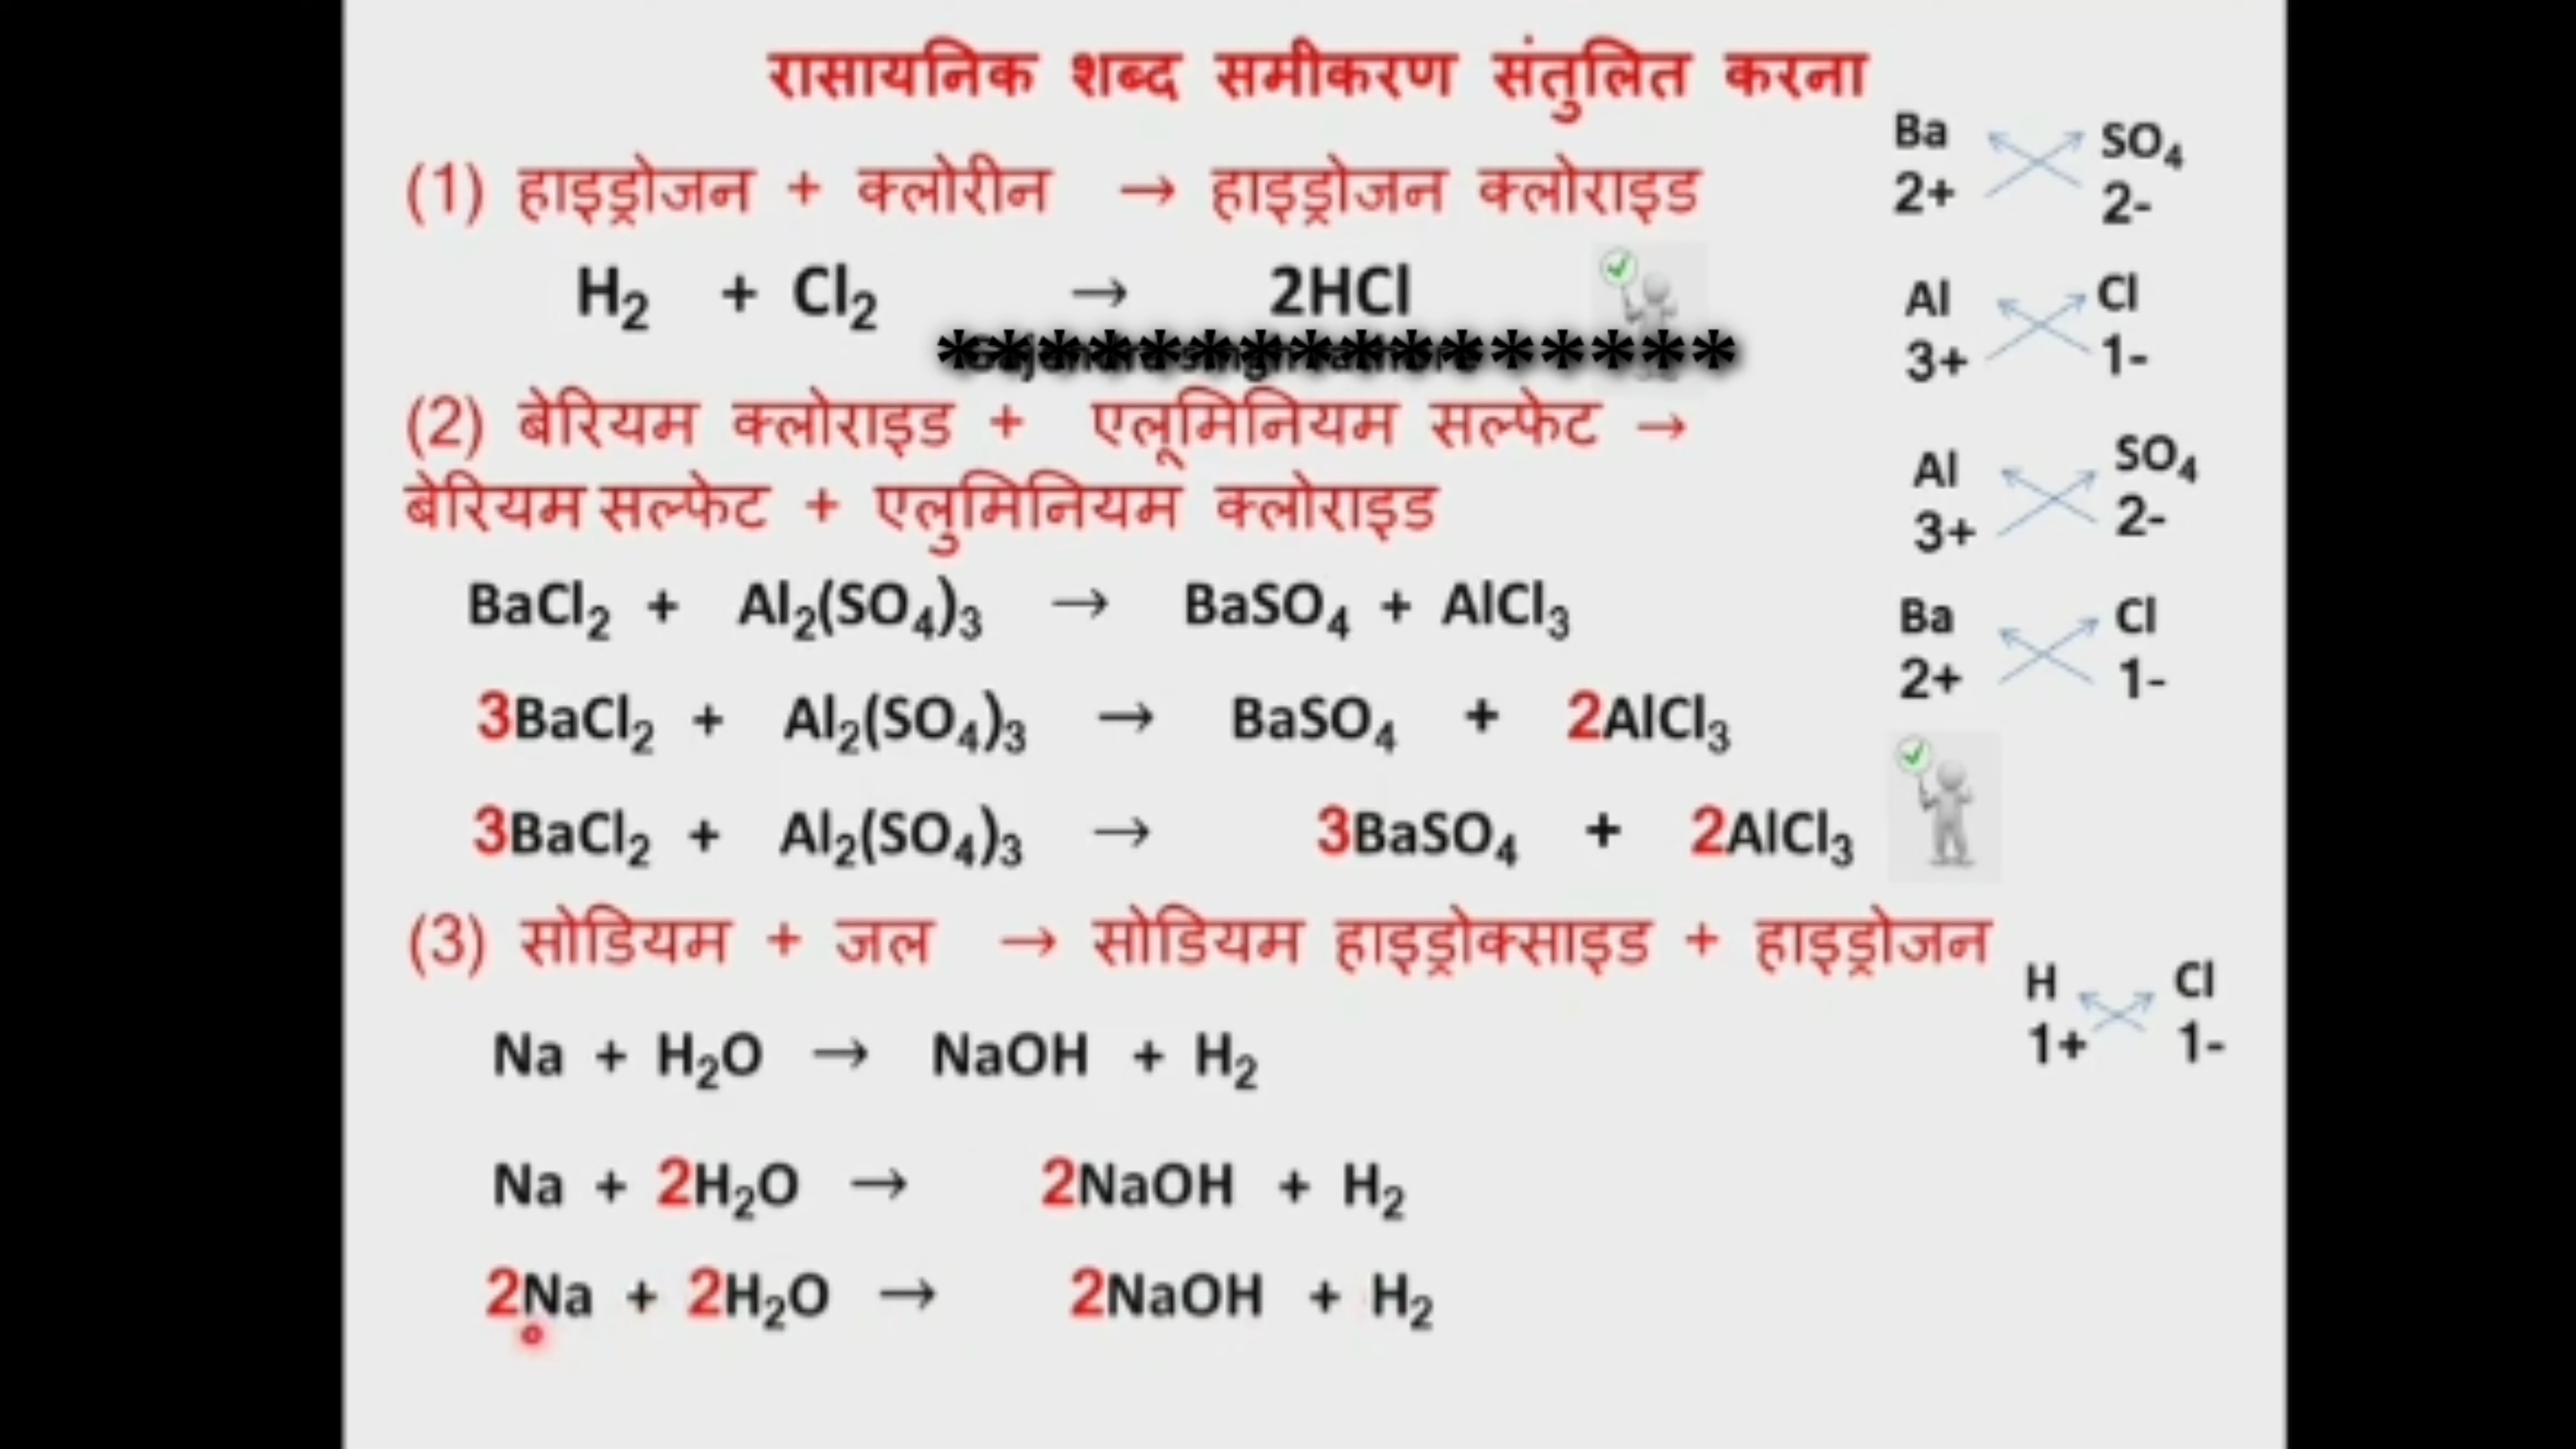 रासायनिक शब्द समीकरण संतुलित करना
(1) हाइड्रोजन + क्लोरीन → हाइड्रोजन क्लोराइड
H₂ + Cl₂ → 2HCl
****************
(2) बेरियम क्लोराइड + एलूमिनियम सल्फेट →
बेरियम सल्फेट + एलुमिनियम क्लोराइड
BaCl₂ + Al₂(SO₄)₃ → BaSO₄ + AlCl₃
3BaCl₂ + Al₂(SO₄)₃ → BaSO₄ + 2AlCl₃
3BaCl₂ + Al₂(SO₄)₃ → 3BaSO₄ + 2AlCl₃
(3) सोडियम + जल → सोडियम हाइड्रोक्साइड + हाइड्रोजन
Na + H₂O → NaOH + H₂
Na + 2H₂O → 2NaOH + H₂
2Na + 2H₂O → 2NaOH + H₂
Ba SO₄
2+ 2-
Al Cl
3+ 1-
Al SO₄
3+ 2-
Ba Cl
2+ 1-
H Cl
1+ 1-